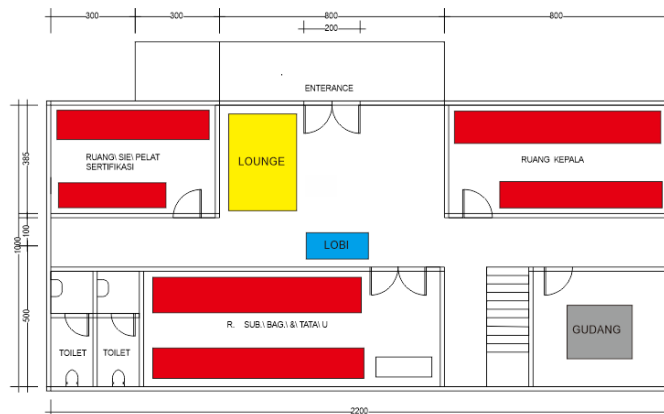 300
300
800
800
200
ENTERANCE
385
RUANG\ SIE\ PELAT
SERTIFIKASI
LOUNGE
RUANG KEPALA
100
1000
LOBI
500
R. SUB.\ BAG.\ &\ TATA\ U
GUDANG
TOILET
TOILET
2200